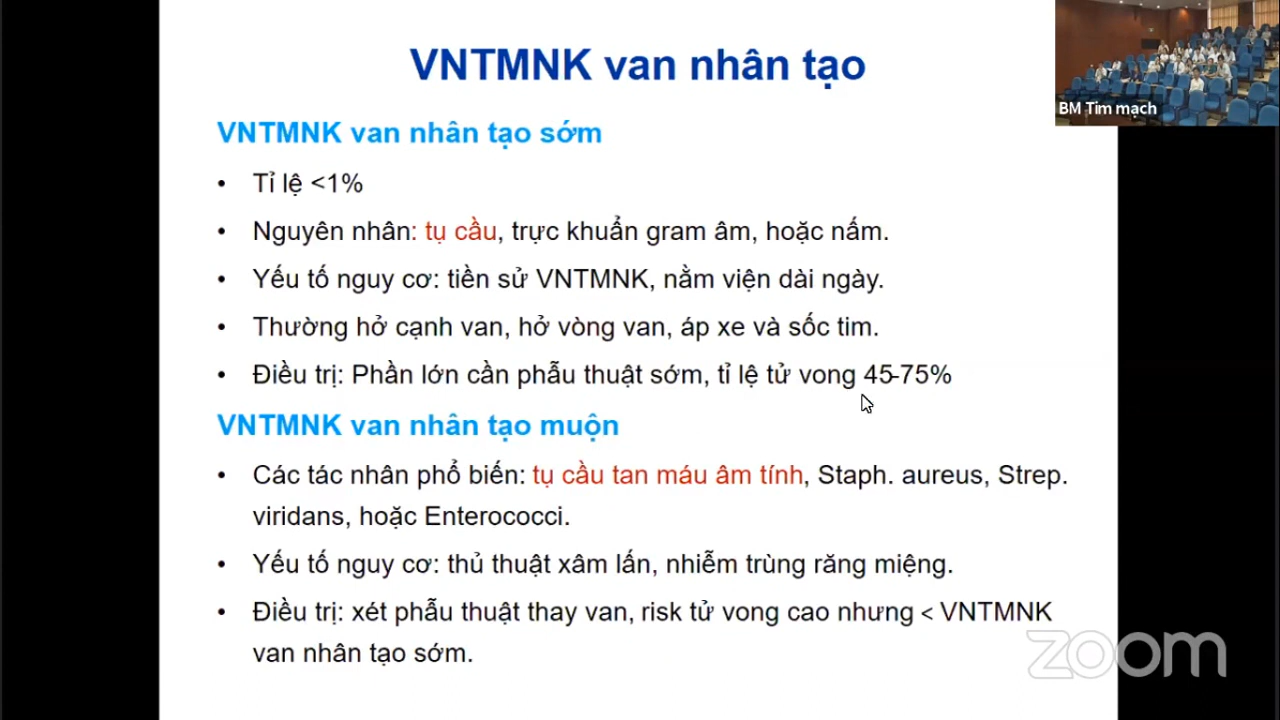 VNTMNK van nhân tạo
BM Tim mạch
VNTMNK van nhân tạo sớm
• Tỉ lệ <1%
• Nguyên nhân: tụ cầu, trực khuẩn gram âm, hoặc nấm.
• Yếu tố nguy cơ: tiền sử VNTMNK, nằm viện dài ngày.
• Thường hở cạnh van, hở vòng van, áp xe và sốc tim.
• Điều trị: Phần lớn cần phẫu thuật sớm, tỉ lệ tử vong 45-75%
VNTMNK van nhân tạo muộn
• Các tác nhân phổ biến: tụ cầu tan máu âm tính, Staph. aureus, Strep.
viridans, hoặc Enterococci.
• Yếu tố nguy cơ: thủ thuật xâm lấn, nhiễm trùng răng miệng.
• Điều trị: xét phẫu thuật thay van, risk tử vong cao nhưng < VNTMNK
van nhân tạo sớm.
zoom